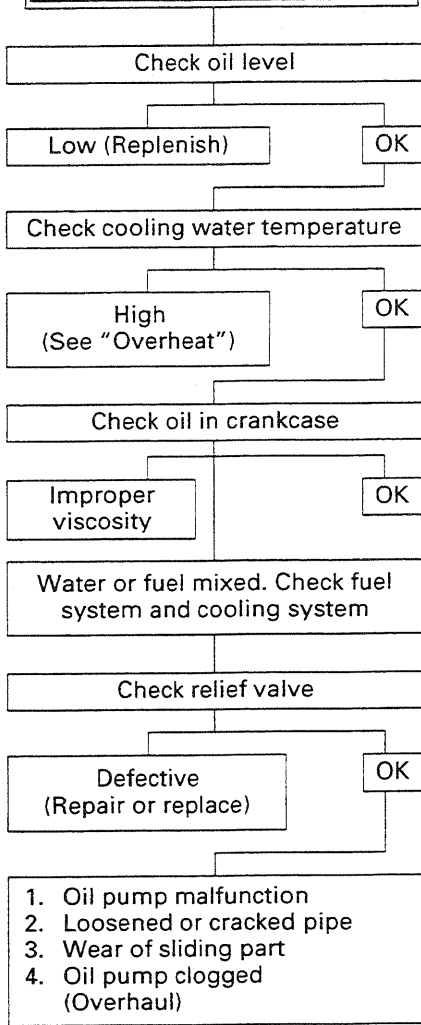 Check oil level
Low (Replenish)
OK
Check cooling water temperature
High
(See "Overheat")
OK
Check oil in crankcase
Improper
viscosity
OK
Water or fuel mixed. Check fuel
system and cooling system
Check relief valve
Defective
(Repair or replace)
OK
1. Oil pump malfunction
2. Loosened or cracked pipe
3. Wear of sliding part
4. Oil pump clogged
(Overhaul)